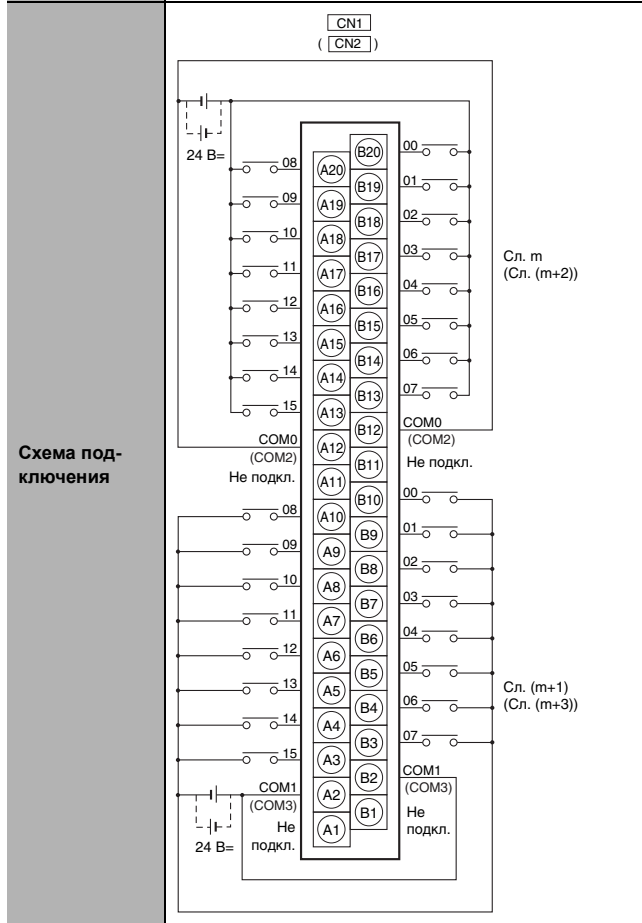 CN1
( CN2 )
24 В=
08
09
10
11
12
13
14
15
COM0
(COM2)
Не подкл.
A20
A19
A18
A17
A16
A15
A14
A13
A12
A11
B20
B19
B18
B17
B16
B15
B14
B13
B12
B11
00
01
02
03
04
05
06
07
COM0
(COM2)
Не подкл.
Сл. m
(Сл. (m+2))
Схема под-
ключения
08
09
10
11
12
13
14
15
COM1
(COM3)
Не
подкл.
24 В=
A10
A9
A8
A7
A6
A5
A4
A3
A2
A1
B10
B9
B8
B7
B6
B5
B4
B3
B2
B1
00
01
02
03
04
05
06
07
COM1
(COM3)
Не
подкл.
Сл. (m+1)
(Сл. (m+3))